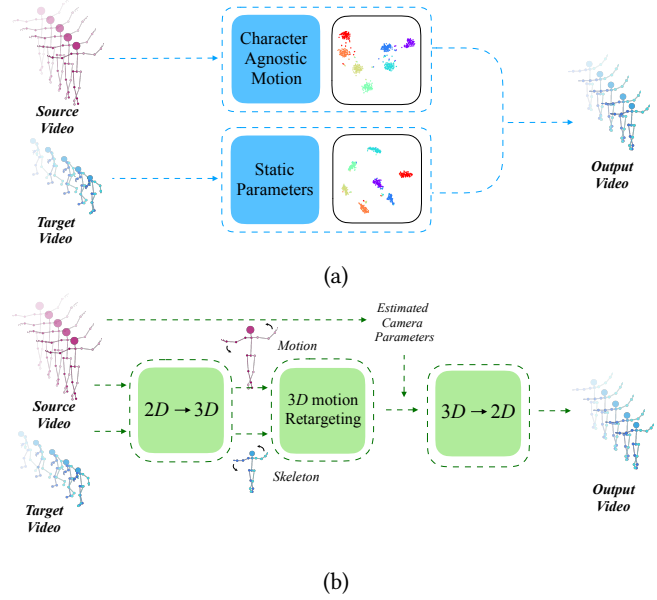 Character
Agnostic
Motion
Source
Video
Static
Parameters
Target
Video
Output
Video
(a)
Estimated
Camera
Parameters
Motion
2D → 3D
3D motion
Retargeting
3D → 2D
Source
Video
Skeleton
Target
Video
Output
Video
(b)